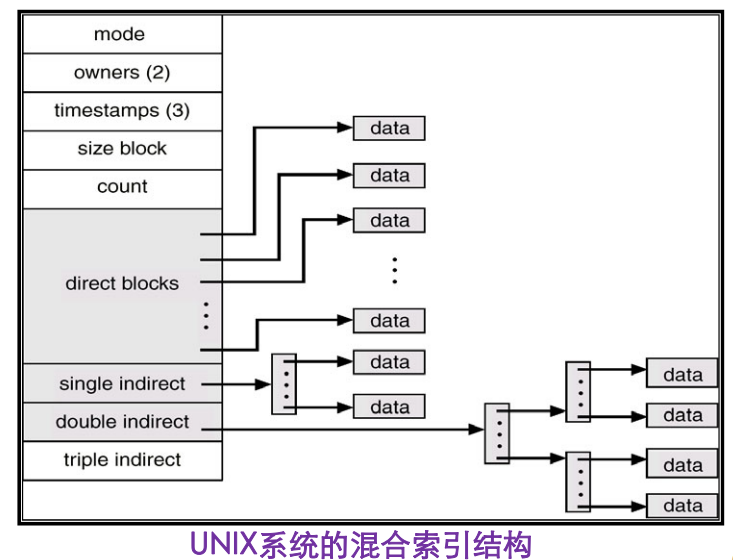 mode
owners (2)
timestamps (3)
size block
count
direct blocks
single indirect
double indirect
triple indirect
data
data
data
data
data
data
data
data
data
data
UNIX系统的混合索引结构